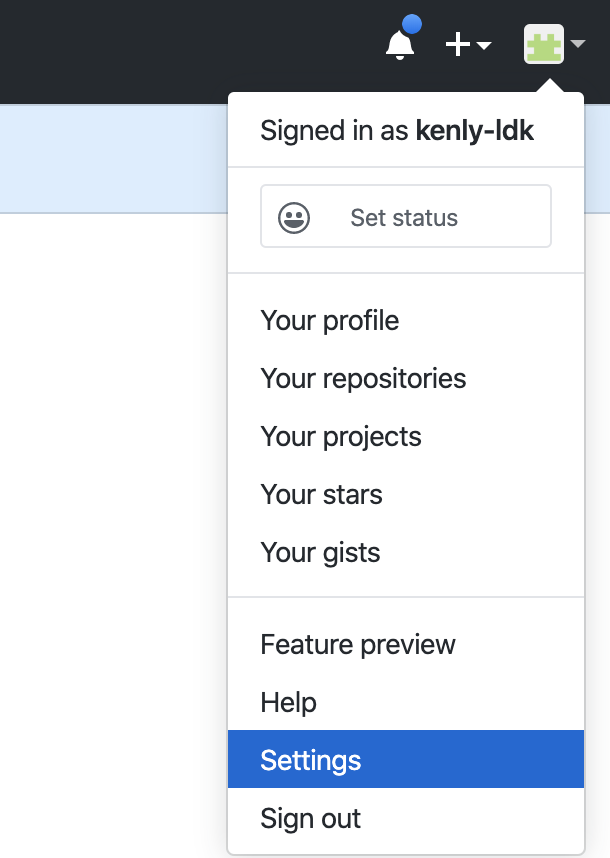 Signed in as kenly-ldk
Set status
Your profile
Your repositories
Your projects
Your stars
Your gists
Feature preview
Help
Settings
Sign out